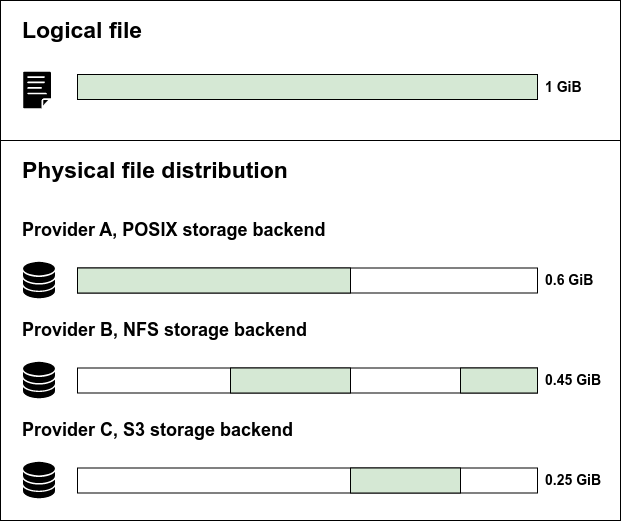 Logical file
1 GiB
Physical file distribution
Provider A, POSIX storage backend
0.6 GiB
Provider B, NFS storage backend
0.45 GiB
Provider C, S3 storage backend
0.25 GiB